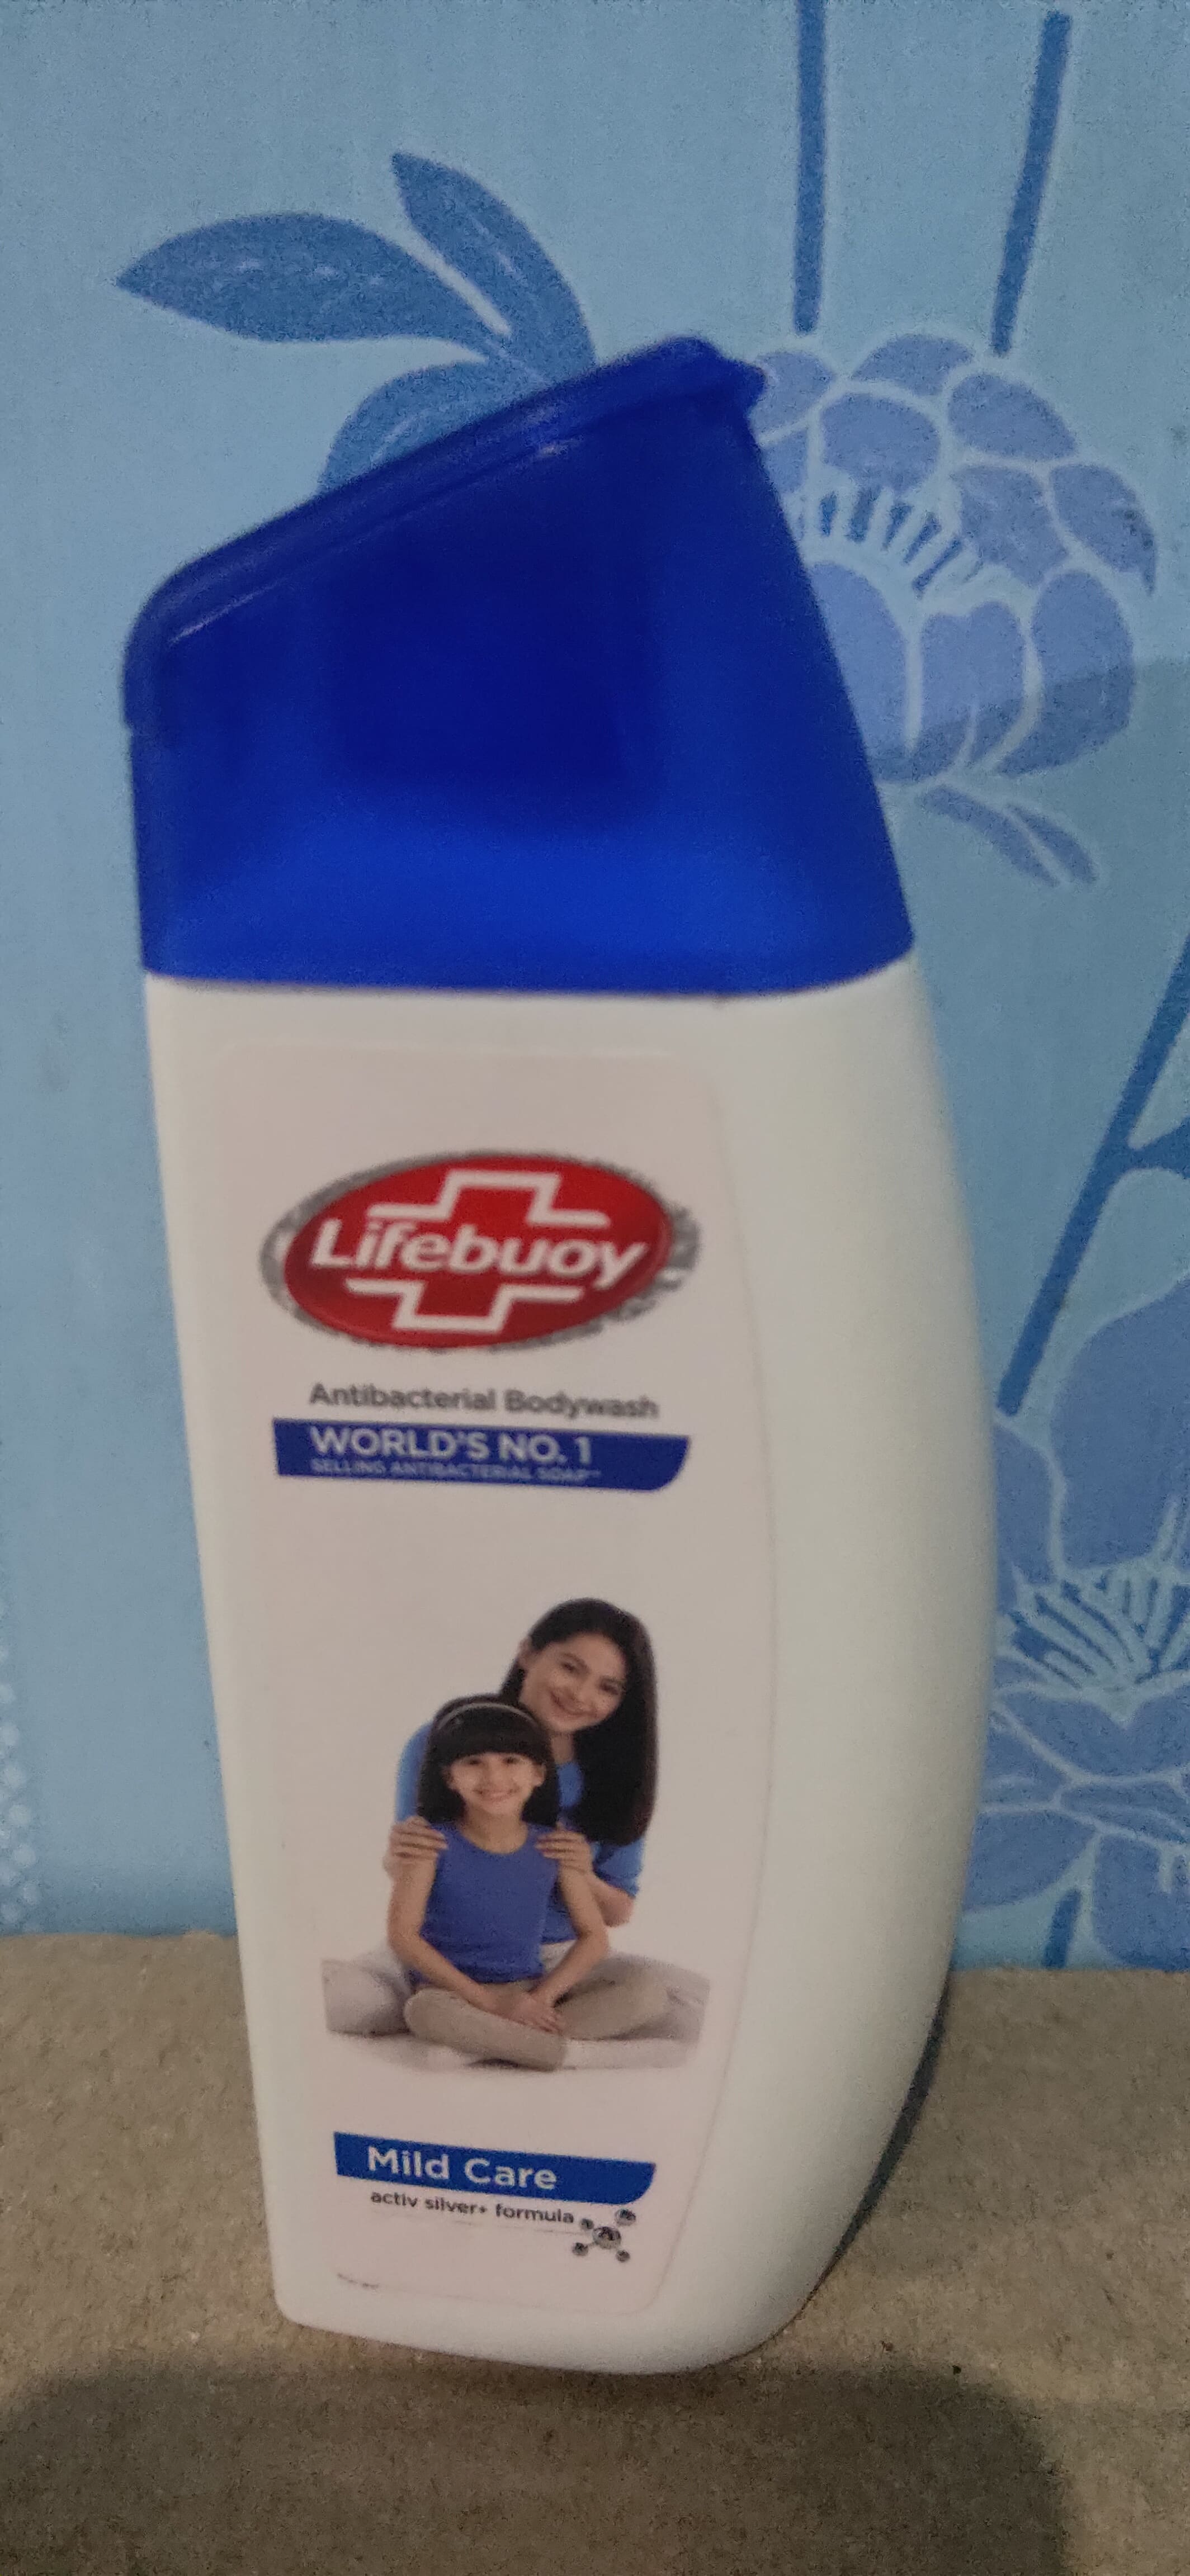 Lifebuoy
Antibacterial Bodywash
WORLD'S NO. 1
SELLING ANTIBACTERIAL SOAP
Mild Care
activ silver+ formula